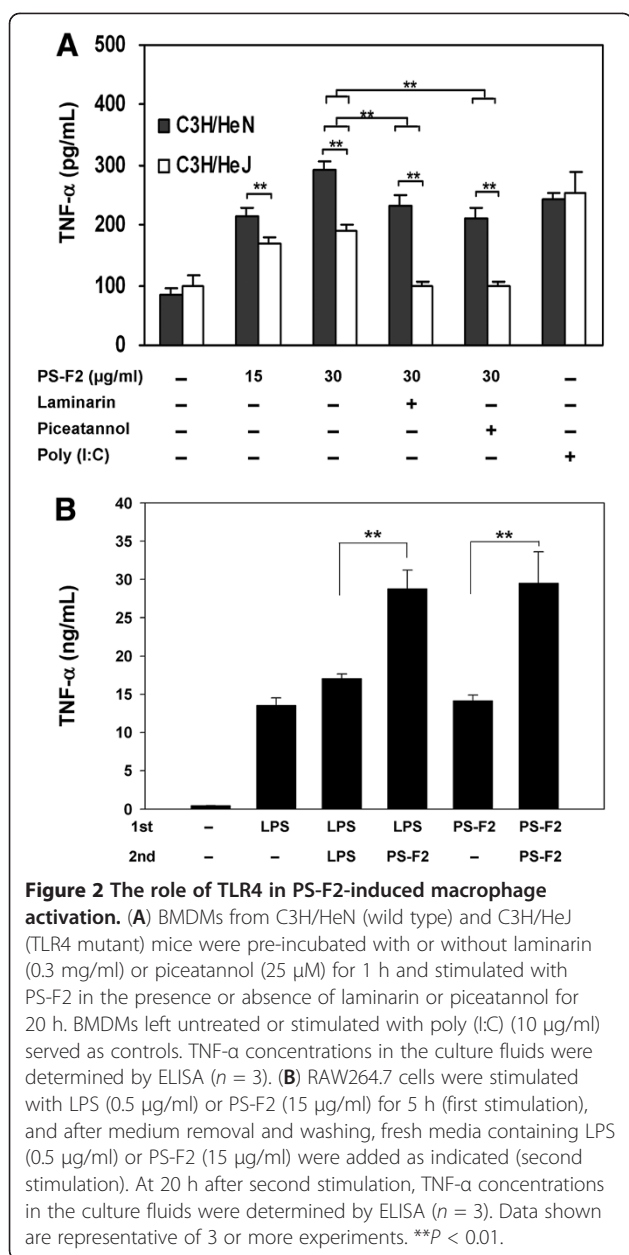 A
500
400
300
200
100
0
TNF-α (pg/mL)
C3H/HeN
C3H/HeJ
** ** ** ** ** **
PS-F2 (µg/ml) – 15 30 30 30 –
Laminarin – – – + – –
Piceatannol – – – – + –
Poly (I:C) – – – – – +
B
40
35
30
25
20
15
10
5
0
TNF-α (ng/mL)
** **
1st – LPS LPS LPS PS-F2 PS-F2
2nd – – LPS PS-F2 – PS-F2
Figure 2 The role of TLR4 in PS-F2-induced macrophage
activation. (A) BMDMs from C3H/HeN (wild type) and C3H/HeJ
(TLR4 mutant) mice were pre-incubated with or without laminarin
(0.3 mg/ml) or piceatannol (25 µM) for 1 h and stimulated with
PS-F2 in the presence or absence of laminarin or piceatannol for
20 h. BMDMs left untreated or stimulated with poly (I:C) (10 µg/ml)
served as controls. TNF-α concentrations in the culture fluids were
determined by ELISA (n = 3). (B) RAW264.7 cells were stimulated
with LPS (0.5 µg/ml) or PS-F2 (15 µg/ml) for 5 h (first stimulation),
and after medium removal and washing, fresh media containing LPS
(0.5 µg/ml) or PS-F2 (15 µg/ml) were added as indicated (second
stimulation). At 20 h after second stimulation, TNF-α concentrations
in the culture fluids were determined by ELISA (n = 3). Data shown
are representative of 3 or more experiments. **P < 0.01.